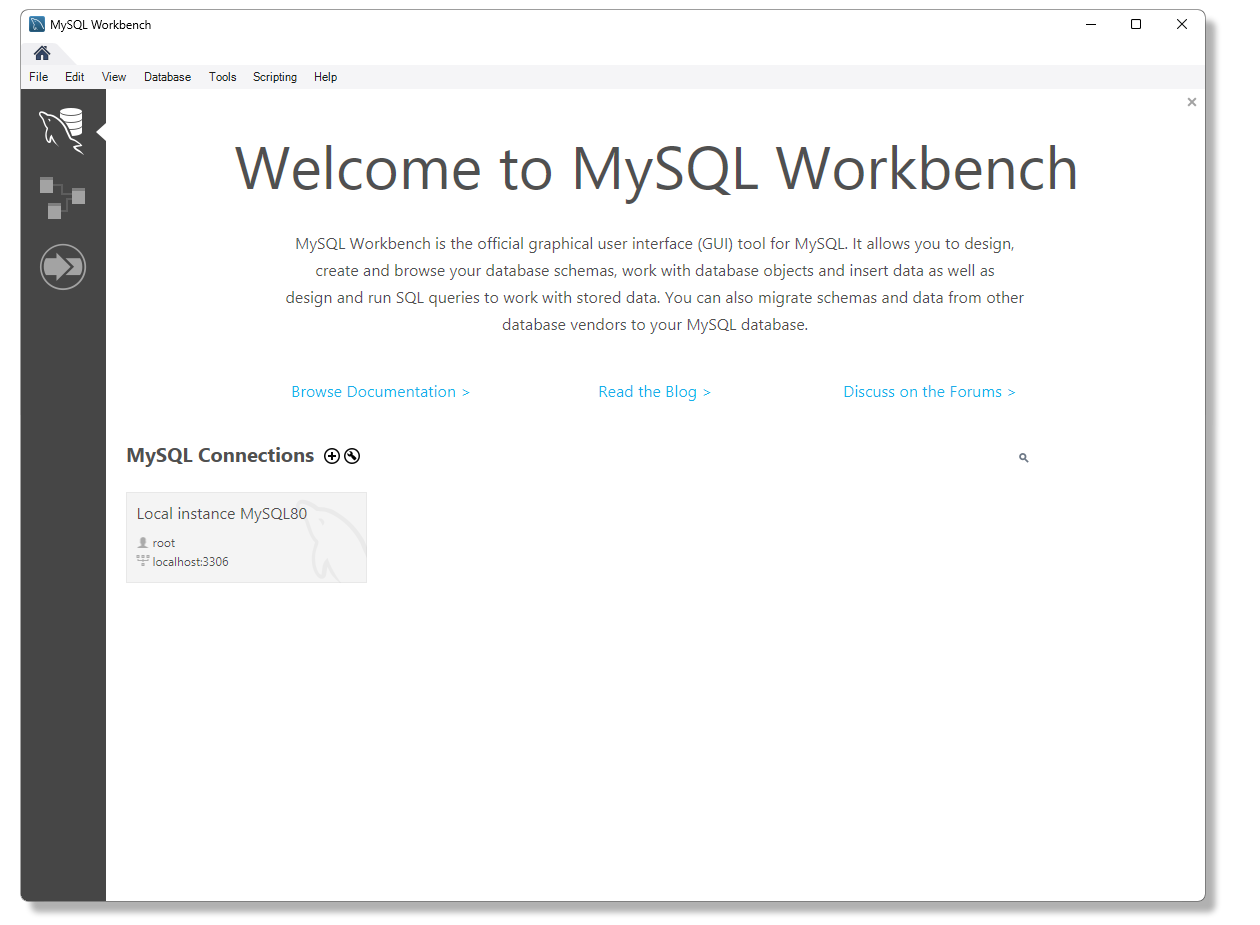 MySQL Workbench
File Edit View Database Tools Scripting Help
Welcome to MySQL Workbench
MySQL Workbench is the official graphical user interface (GUI) tool for MySQL. It allows you to design,
create and browse your database schemas, work with database objects and insert data as well as
design and run SQL queries to work with stored data. You can also migrate schemas and data from other
database vendors to your MySQL database.
Browse Documentation > Read the Blog > Discuss on the Forums >
MySQL Connections
Local instance MySQL80
root
localhost:3306